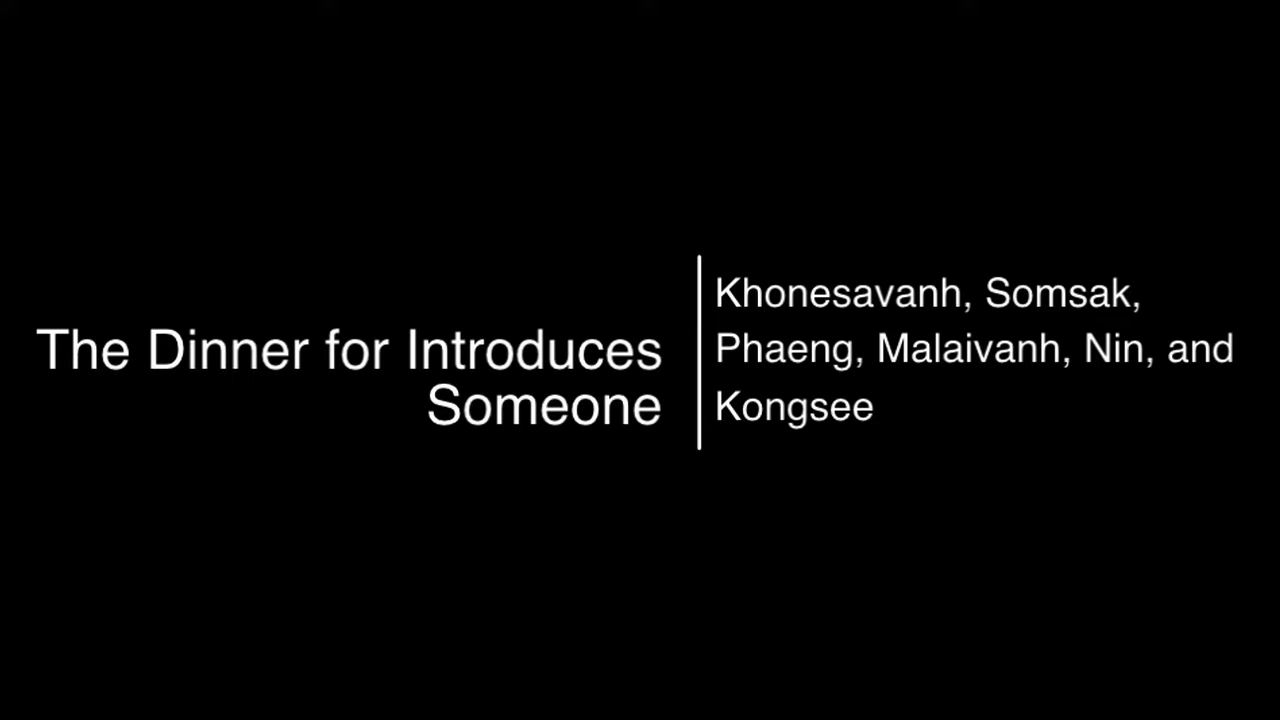 The Dinner for Introduces
Someone
Khonesavanh, Somsak,
Phaeng, Malaivanh, Nin, and
Kongsee